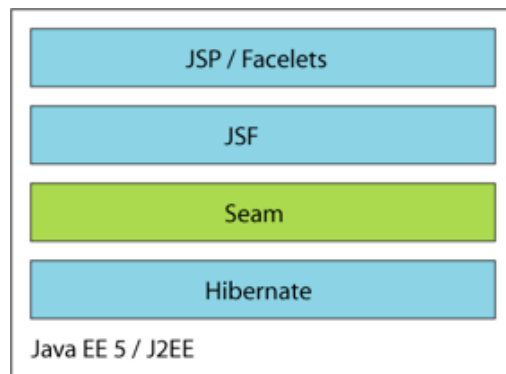 JSP / Facelets
JSF
Seam
Hibernate
Java EE 5 / J2EE